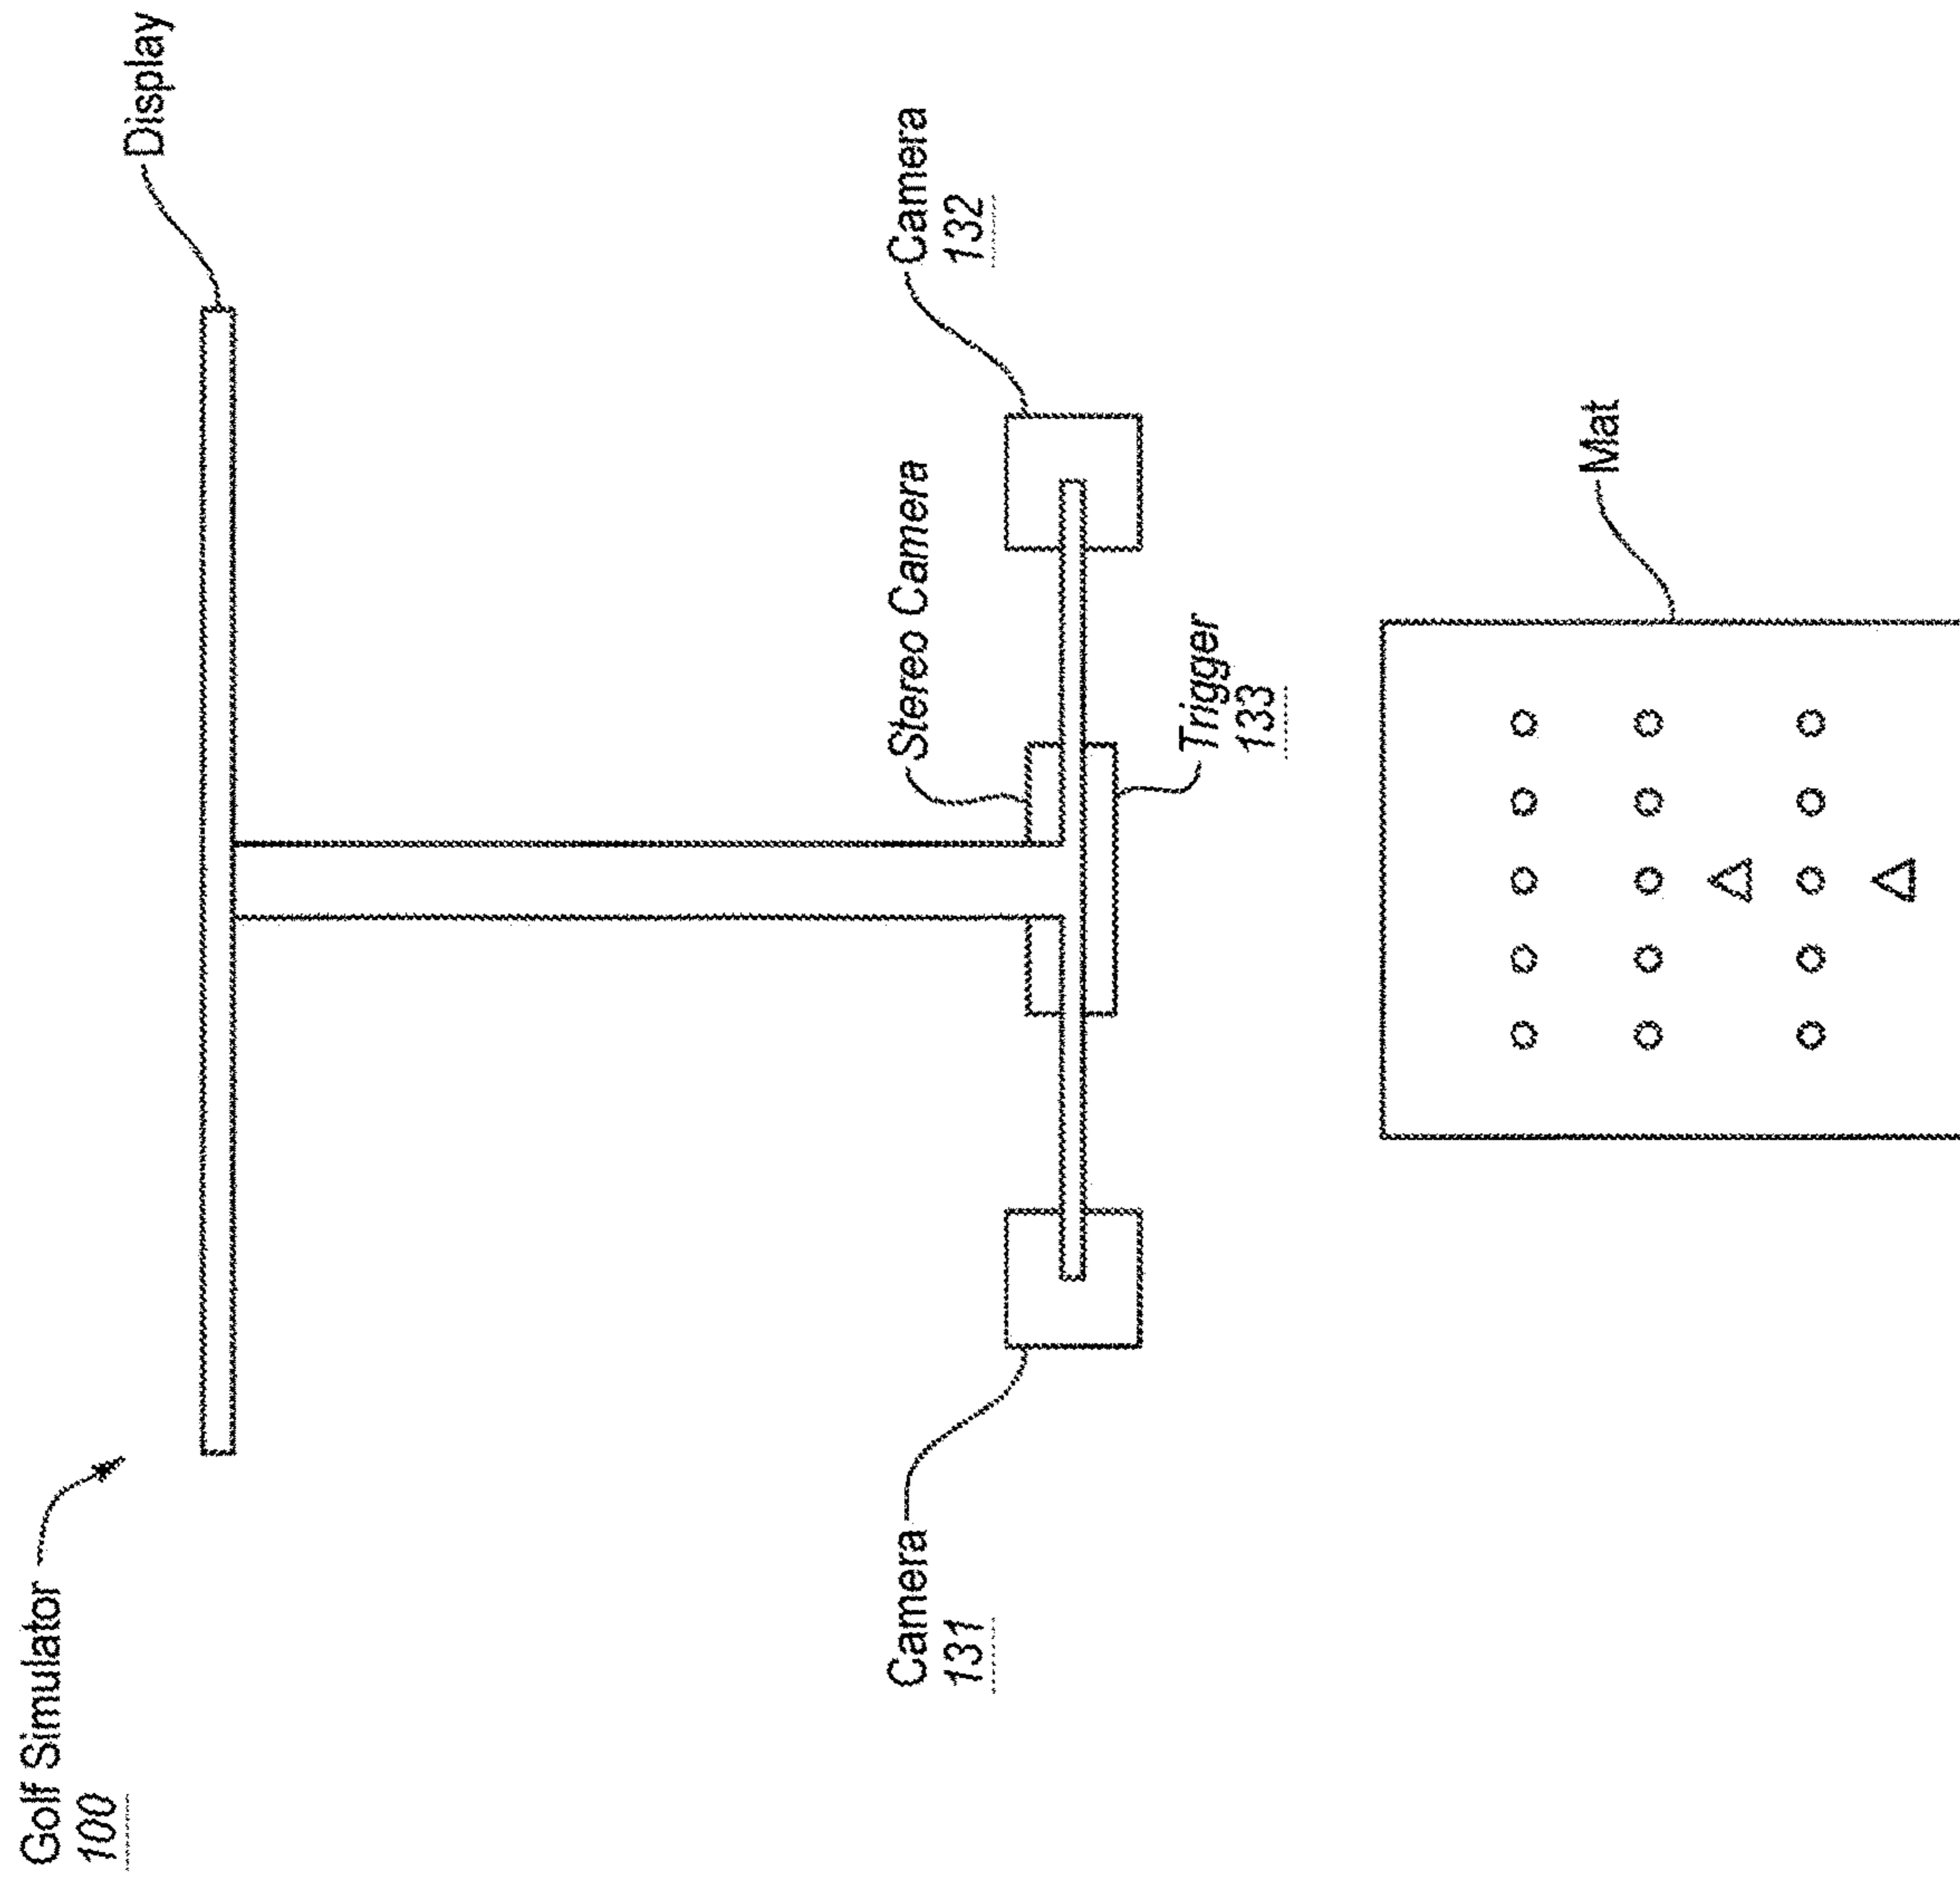 Golf Simulator
100
Display
Camera
131
Stereo Camera
Camera
132
Trigger
133
Mat